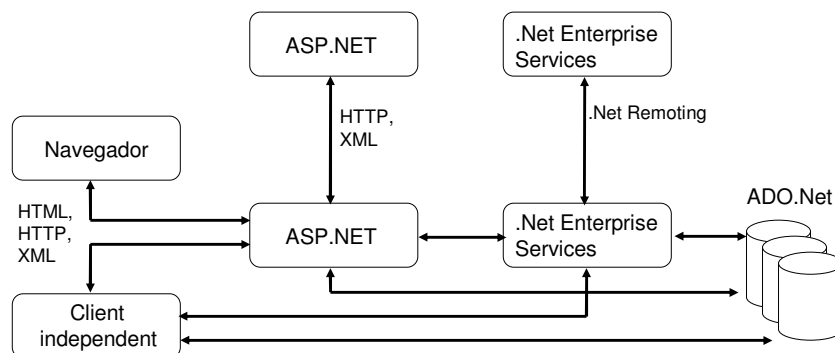 ASP.NET
.Net Enterprise
Services
HTTP,
XML
.Net Remoting
Navegador
HTML,
HTTP,
XML
ASP.NET
.Net Enterprise
Services
ADO.Net
Client
independent